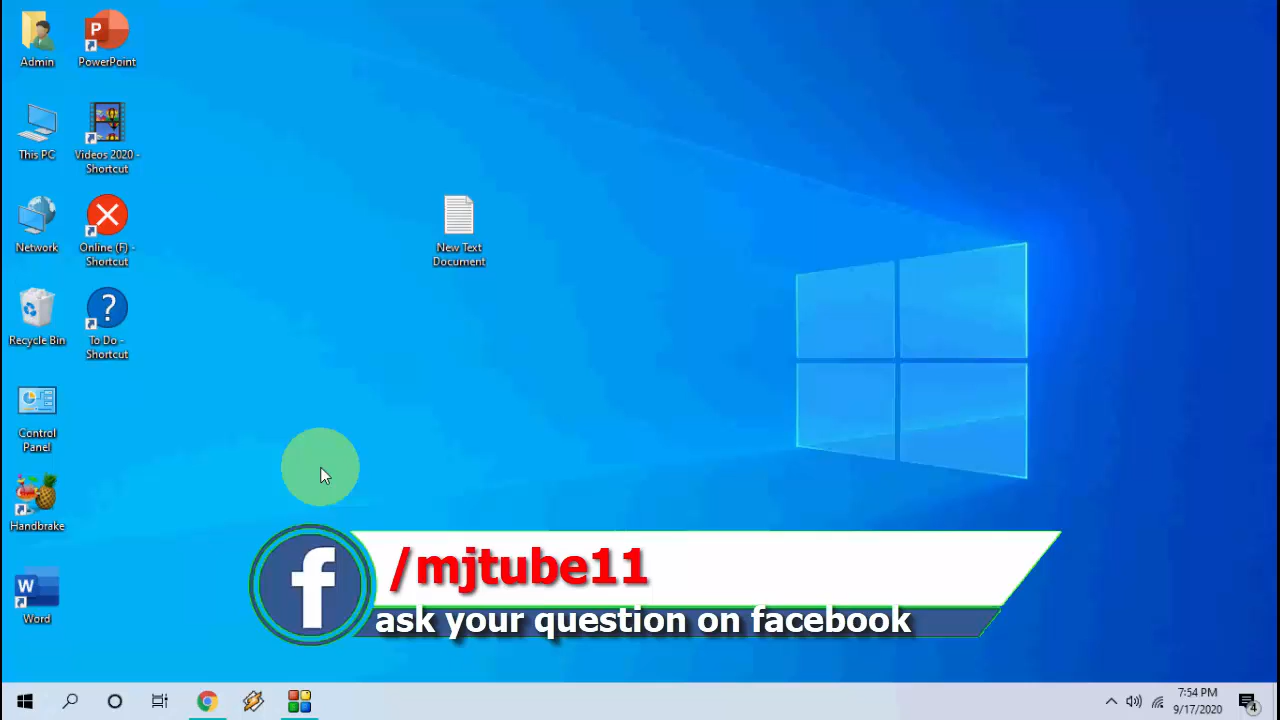 Admin
PowerPoint
This PC
Videos 2020 -
Shortcut
Network
Online (F) -
Shortcut
New Text
Document
Recycle Bin
To Do -
Shortcut
Control
Panel
Handbrake
Word
/mjtube11
ask your question on facebook
7:54 PM
9/17/2020
4